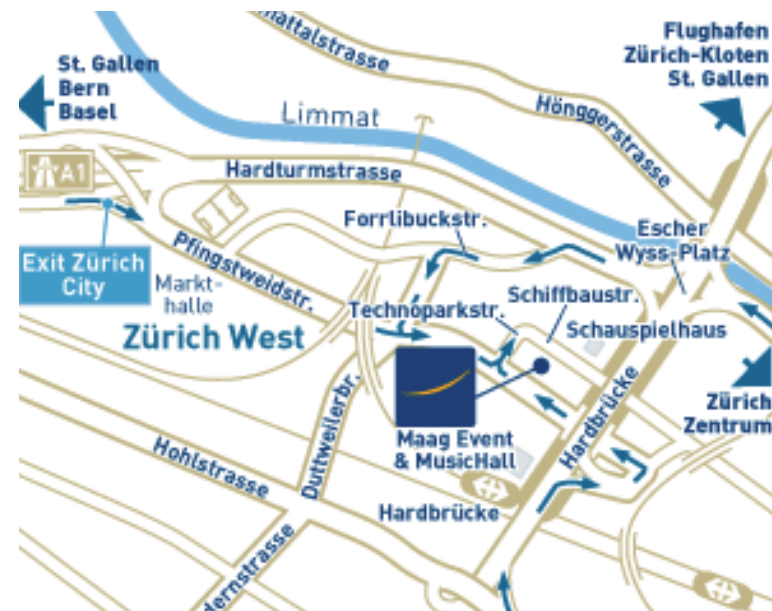 Flughafen
Zürich-Kloten
St. Gallen
St. Gallen
Bern
Basel
Limmat
Hönggerstrasse
A1
Hardturmstrasse
Forrlibuckstr.
Escher
Wyss-Platz
Exit Zürich
City
Pfingstweidstr.
Markt-
halle
Zürich West
Technoparkstr.
Schiffbaustr.
Schauspielhaus
Duttweilerbr.
Maag Event
& MusicHall
Hardbrücke
Zürich
Zentrum
Hohlstrasse
Hardbrücke